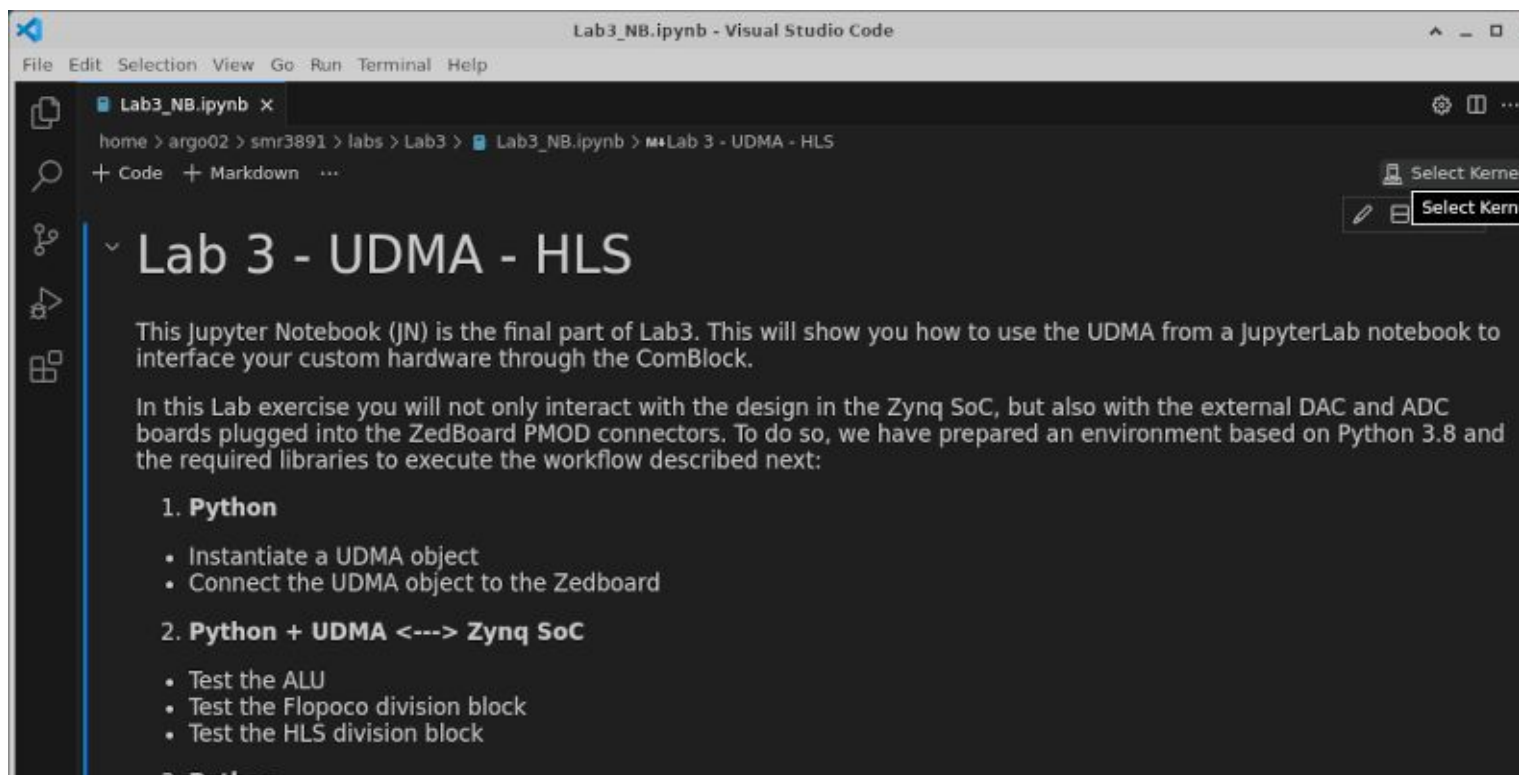 Lab3_NB.ipynb - Visual Studio Code
File Edit Selection View Go Run Terminal Help
Lab3_NB.ipynb ×
home > argo02 > smr3891 > labs > Lab3 > Lab3_NB.ipynb > M↓Lab 3 - UDMA - HLS
+ Code + Markdown ···
Select Kerne
Select Kern
Lab 3 - UDMA - HLS
This Jupyter Notebook (JN) is the final part of Lab3. This will show you how to use the UDMA from a JupyterLab notebook to
interface your custom hardware through the ComBlock.
In this Lab exercise you will not only interact with the design in the Zynq SoC, but also with the external DAC and ADC
boards plugged into the ZedBoard PMOD connectors. To do so, we have prepared an environment based on Python 3.8 and
the required libraries to execute the workflow described next:
1. Python
• Instantiate a UDMA object
• Connect the UDMA object to the Zedboard
2. Python + UDMA <---> Zynq SoC
• Test the ALU
• Test the Flopoco division block
• Test the HLS division block